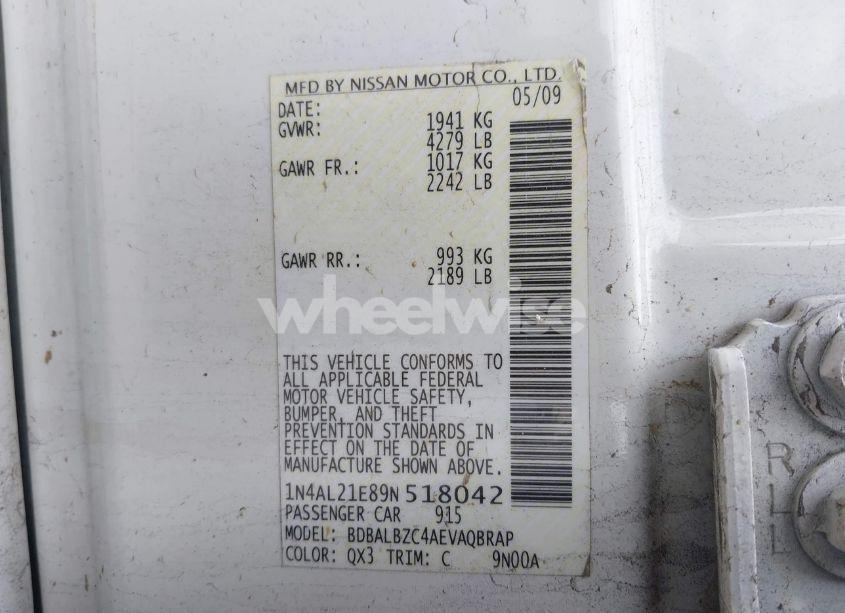 MFD BY NISSAN MOTOR CO., LTD.
DATE: 05/09
GVWR: 1941 KG
4279 LB
GAWR FR.: 1017 KG
2242 LB
GAWR RR.: 993 KG
2189 LB
wheelwise
THIS VEHICLE CONFORMS TO
ALL APPLICABLE FEDERAL
MOTOR VEHICLE SAFETY,
BUMPER, AND THEFT
PREVENTION STANDARDS IN
EFFECT ON THE DATE OF
MANUFACTURE SHOWN ABOVE.
1N4AL21E89N518042
PASSENGER CAR 915
MODEL: BDBALBZC4AEVAQBRAP
COLOR: QX3 TRIM: C 9N00A